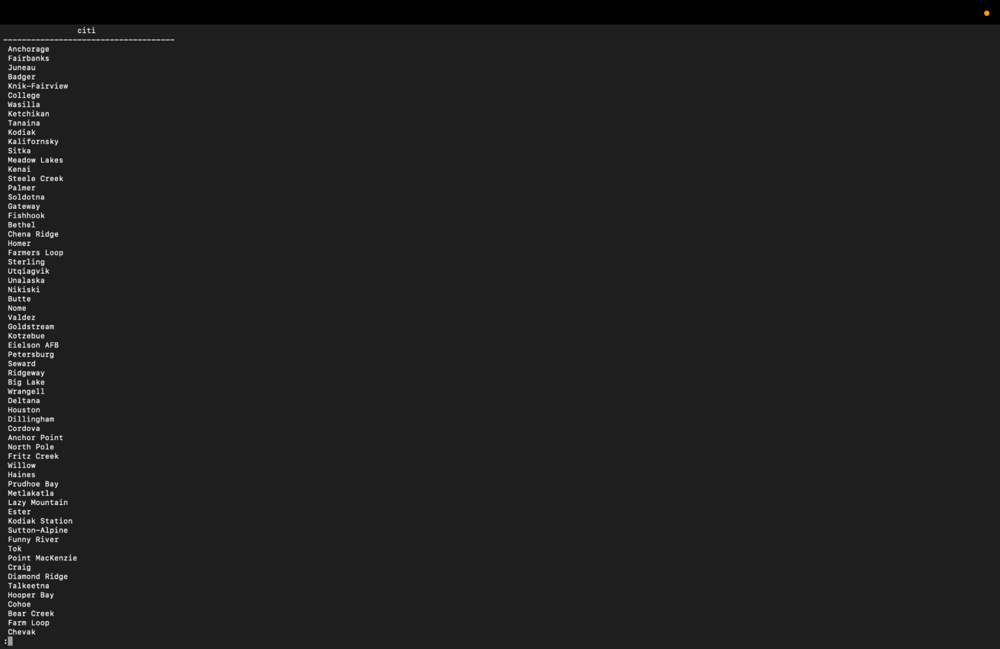 citi
-------------------------------------
Anchorage
Fairbanks
Juneau
Badger
Knik-Fairview
College
Wasilla
Ketchikan
Tanaina
Kodiak
Kalifornsky
Sitka
Meadow Lakes
Kenai
Steele Creek
Palmer
Soldotna
Gateway
Fishhook
Bethel
Chena Ridge
Homer
Farmers Loop
Sterling
Utqiagvik
Unalaska
Nikiski
Butte
Nome
Valdez
Goldstream
Kotzebue
Eielson AFB
Petersburg
Seward
Ridgeway
Big Lake
Wrangell
Deltana
Houston
Dillingham
Cordova
Anchor Point
North Pole
Fritz Creek
Willow
Haines
Prudhoe Bay
Metlakatla
Lazy Mountain
Ester
Kodiak Station
Sutton-Alpine
Funny River
Tok
Point MacKenzie
Craig
Diamond Ridge
Talkeetna
Hooper Bay
Cohoe
Bear Creek
Farm Loop
Chevak
: